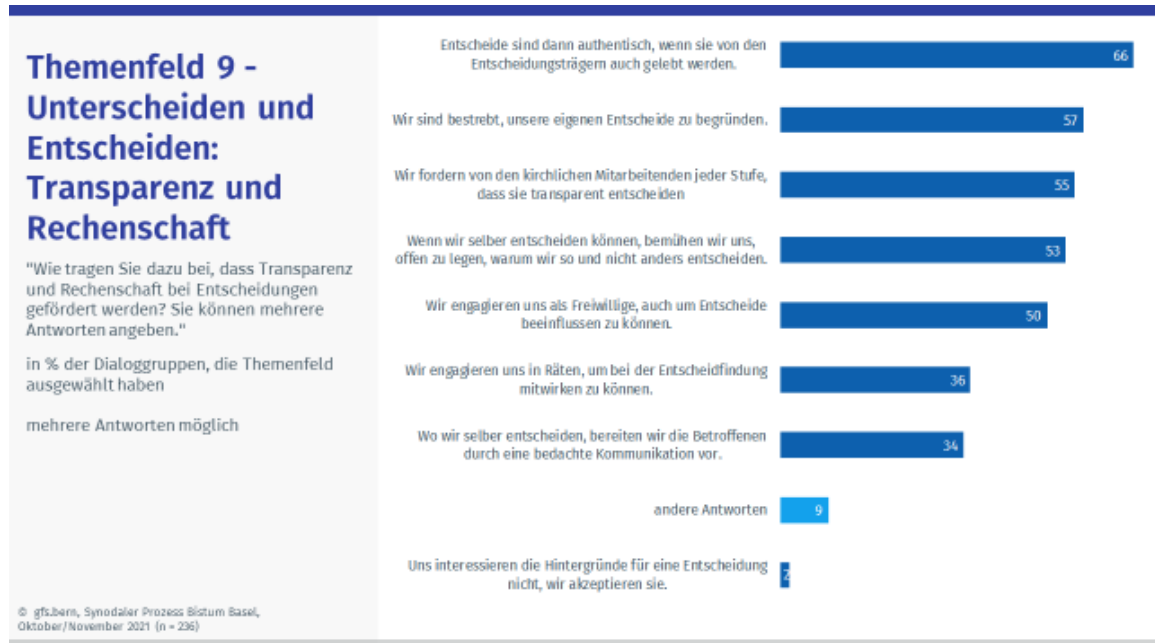 Themenfeld 9 -
Unterscheiden und
Entscheiden:
Transparenz und
Rechenschaft
"Wie tragen Sie dazu bei, dass Transparenz
und Rechenschaft bei Entscheidungen
gefördert werden? Sie können mehrere
Antworten angeben."
in % der Dialoggruppen, die Themenfeld
ausgewählt haben
mehrere Antworten möglich
© gfs.bern, Synodaler Prozess Bistum Basel,
Oktober/November 2021 (n = 236)
Entscheide sind dann authentisch, wenn sie von den
Entscheidungsträgern auch gelebt werden.
66
Wir sind bestrebt, unsere eigenen Entscheide zu begründen.
57
Wir fordern von den kirchlichen Mitarbeitenden jeder Stufe,
dass sie transparent entscheiden
55
Wenn wir selber entscheiden können, bemühen wir uns,
offen zu legen, warum wir so und nicht anders entscheiden.
53
Wir engagieren uns als Freiwillige, auch um Entscheide
beeinflussen zu können.
50
Wir engagieren uns in Räten, um bei der Entscheidfindung
mitwirken zu können.
36
Wo wir selber entscheiden, bereiten wir die Betroffenen
durch eine bedachte Kommunikation vor.
34
andere Antworten
9
Uns interessieren die Hintergründe für eine Entscheidung
nicht, wir akzeptieren sie.
2